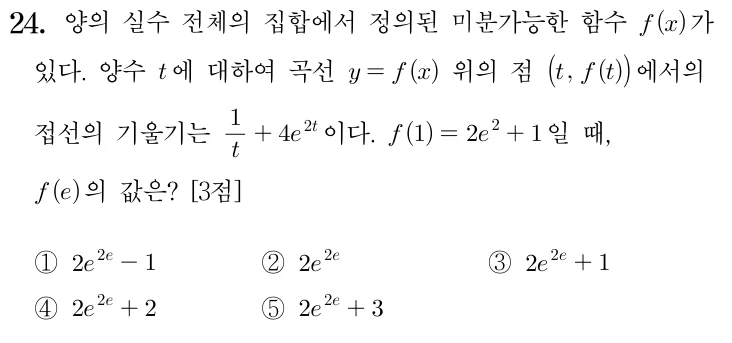 24. 양의 실수 전체의 집합에서 정의된 미분가능한 함수 $f(x)$가
있다. 양수 $t$에 대하여 곡선 $y=f(x)$ 위의 점 $(t, f(t))$에서의
접선의 기울기는 $\frac{1}{t}+4e^{2t}$이다. $f(1)=2e^2+1$일 때,
$f(e)$의 값은? [3점]
① $2e^{2e}-1$ ② $2e^{2e}$ ③ $2e^{2e}+1$
④ $2e^{2e}+2$ ⑤ $2e^{2e}+3$